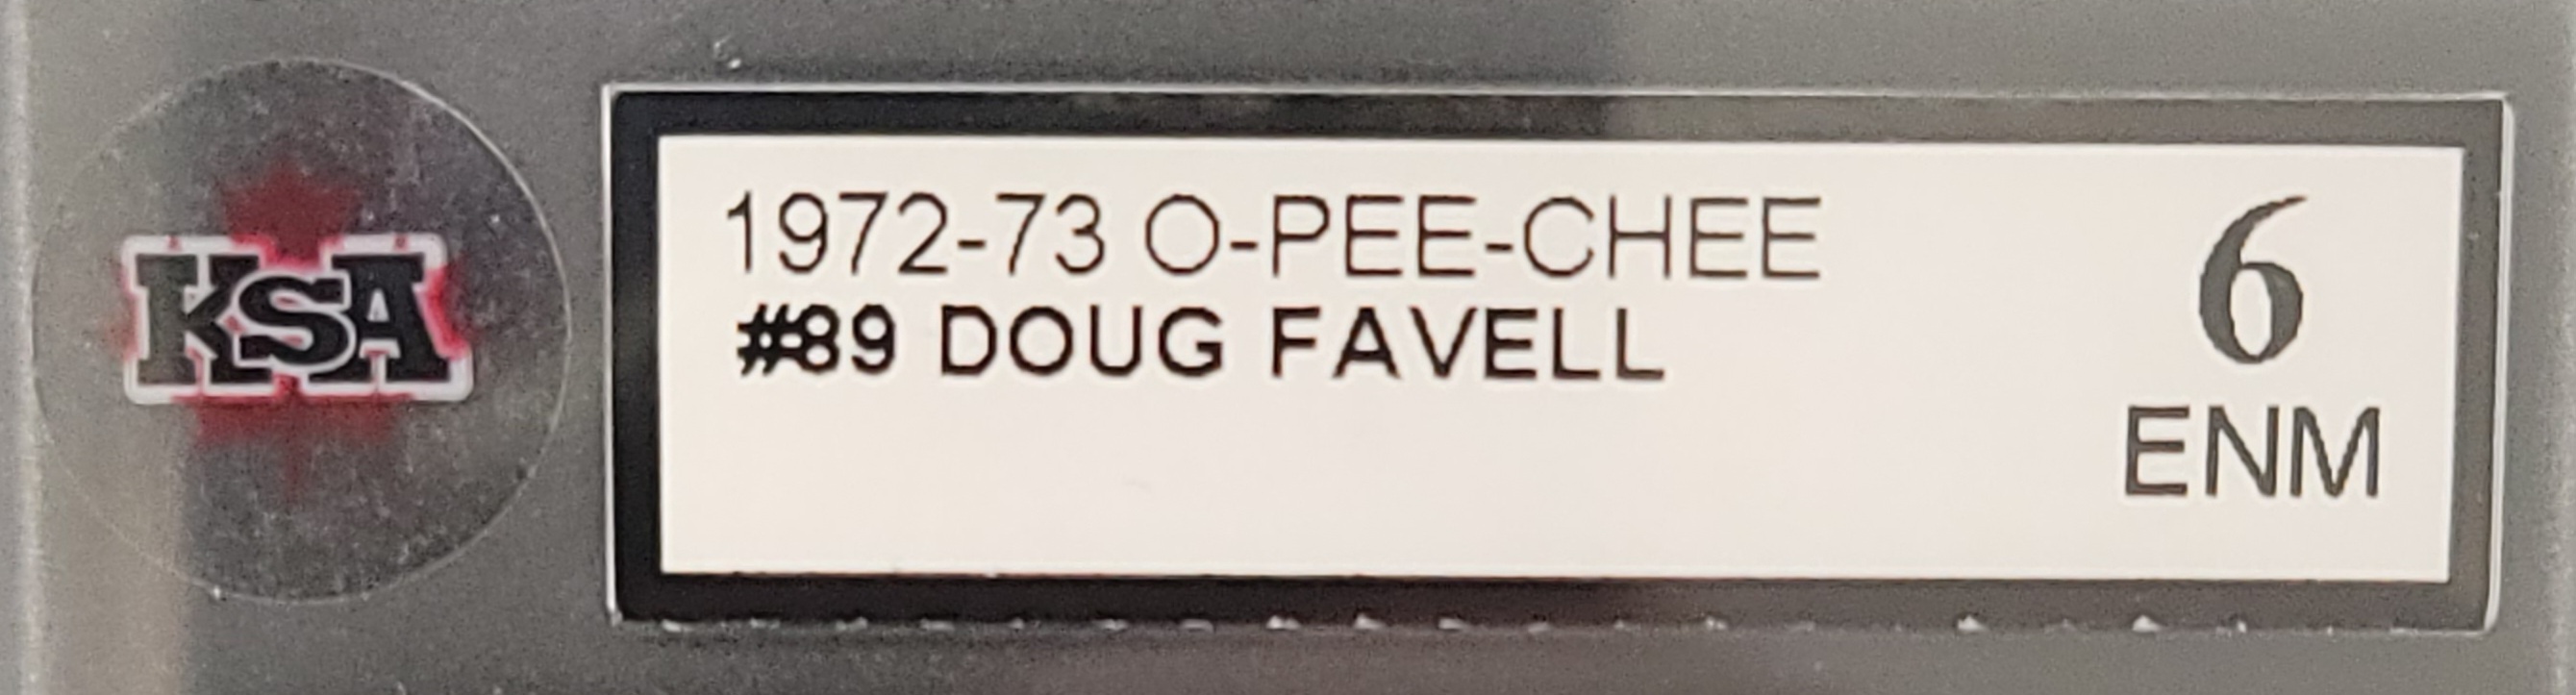 KSA
1972-73 O-PEE-CHEE
#89 DOUG FAVELL
6
ENM